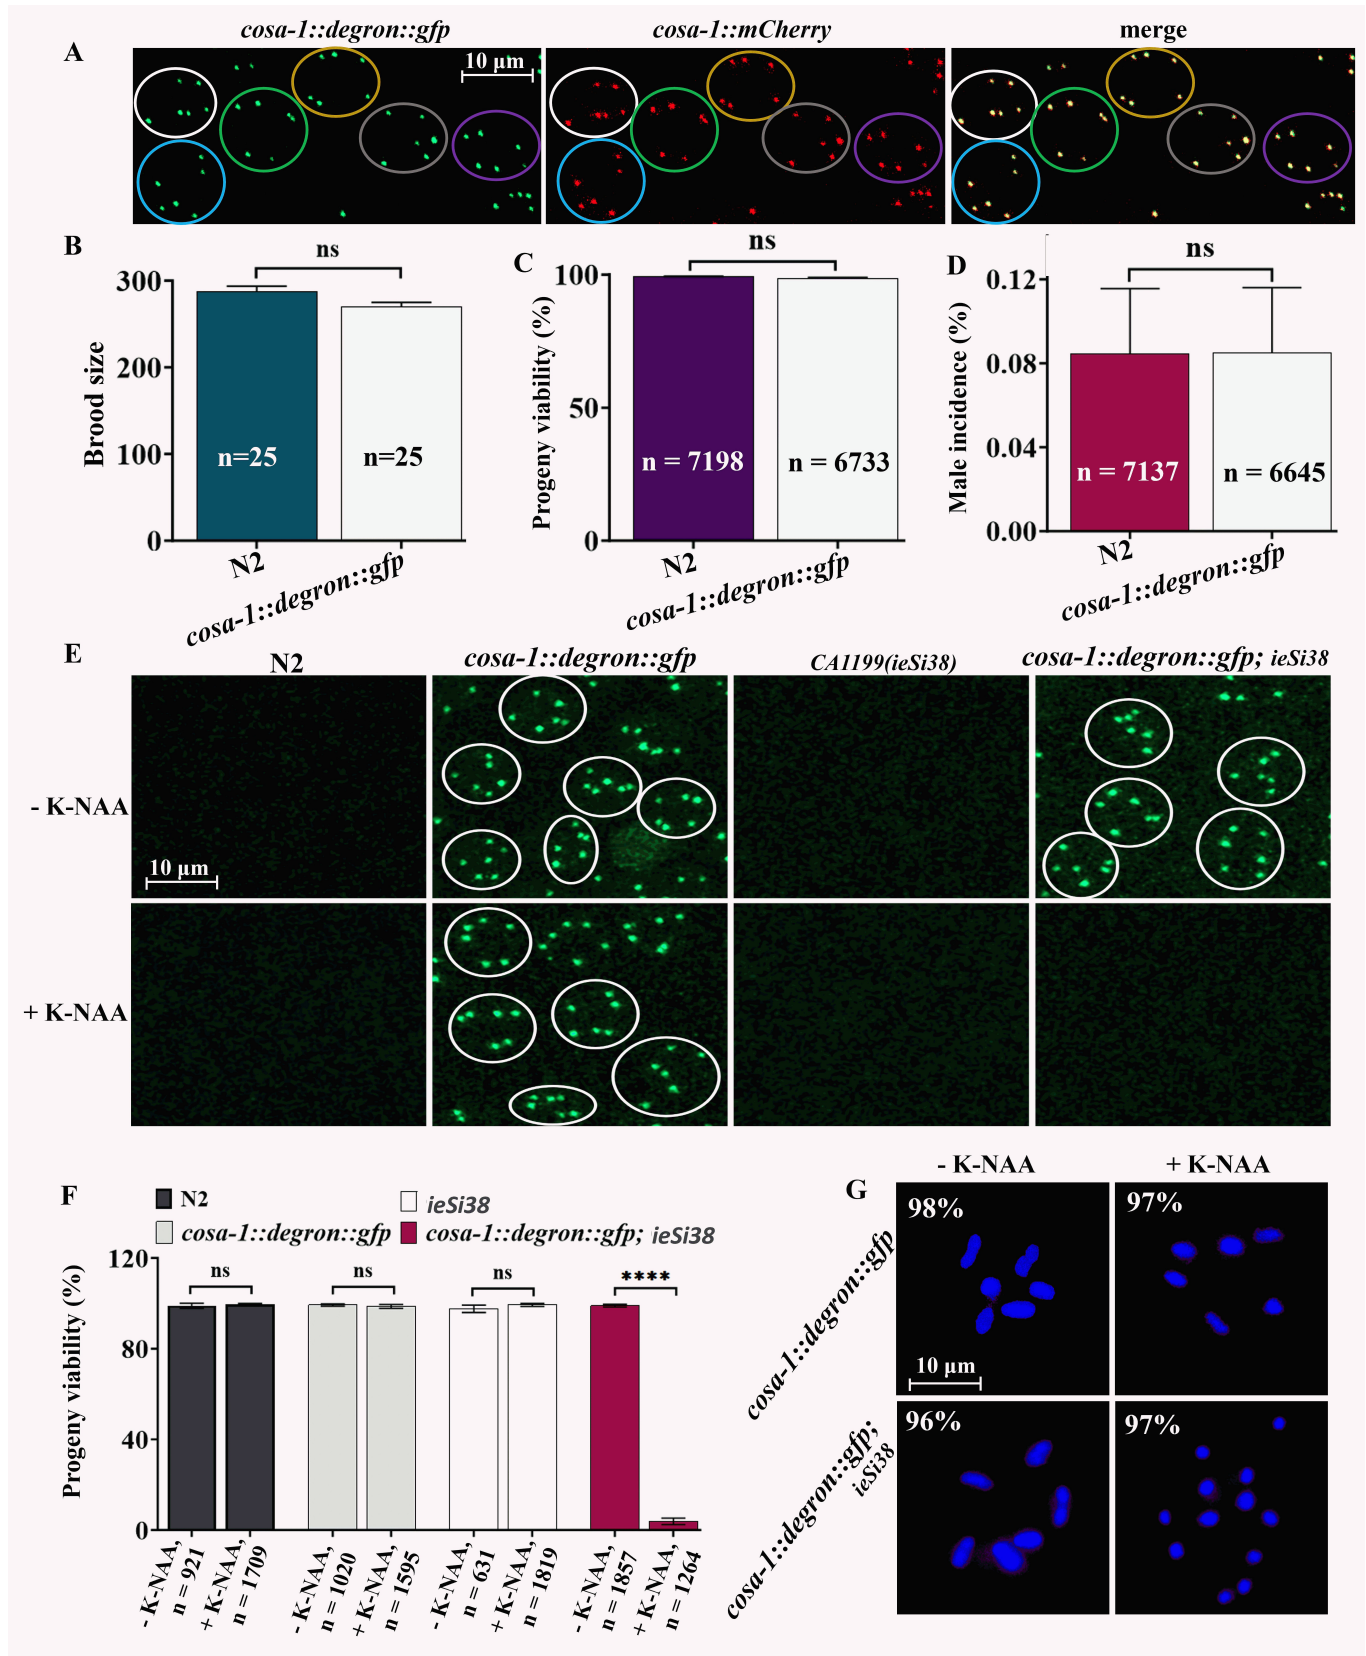 A
cosa-1::degron::gfp
cosa-1::mCherry
merge
10 μm
B
ns
300
200
100
0
Brood size
n=25
n=25
N2
cosa-1::degron::gfp
C
ns
100
50
0
Progeny viability (%)
n = 7198
n = 6733
N2
cosa-1::degron::gfp
D
ns
0.12
0.08
0.04
0.00
Male incidence (%)
n = 7137
n = 6645
N2
cosa-1::degron::gfp
E
N2
cosa-1::degron::gfp
CA1199(ieSi38)
cosa-1::degron::gfp; ieSi38
- K-NAA
10 μm
+ K-NAA
F
N2
ieSi38
cosa-1::degron::gfp
cosa-1::degron::gfp; ieSi38
120
80
40
0
Progeny viability (%)
ns
ns
ns
****
- K-NAA,
n = 921
+ K-NAA,
n = 1709
- K-NAA,
n = 1020
+ K-NAA,
n = 1595
- K-NAA,
n = 631
+ K-NAA,
n = 1819
- K-NAA,
n = 1857
+ K-NAA,
n = 1264
G
- K-NAA
+ K-NAA
cosa-1::degron::gfp
98%
97%
10 μm
cosa-1::degron::gfp;
ieSi38
96%
97%